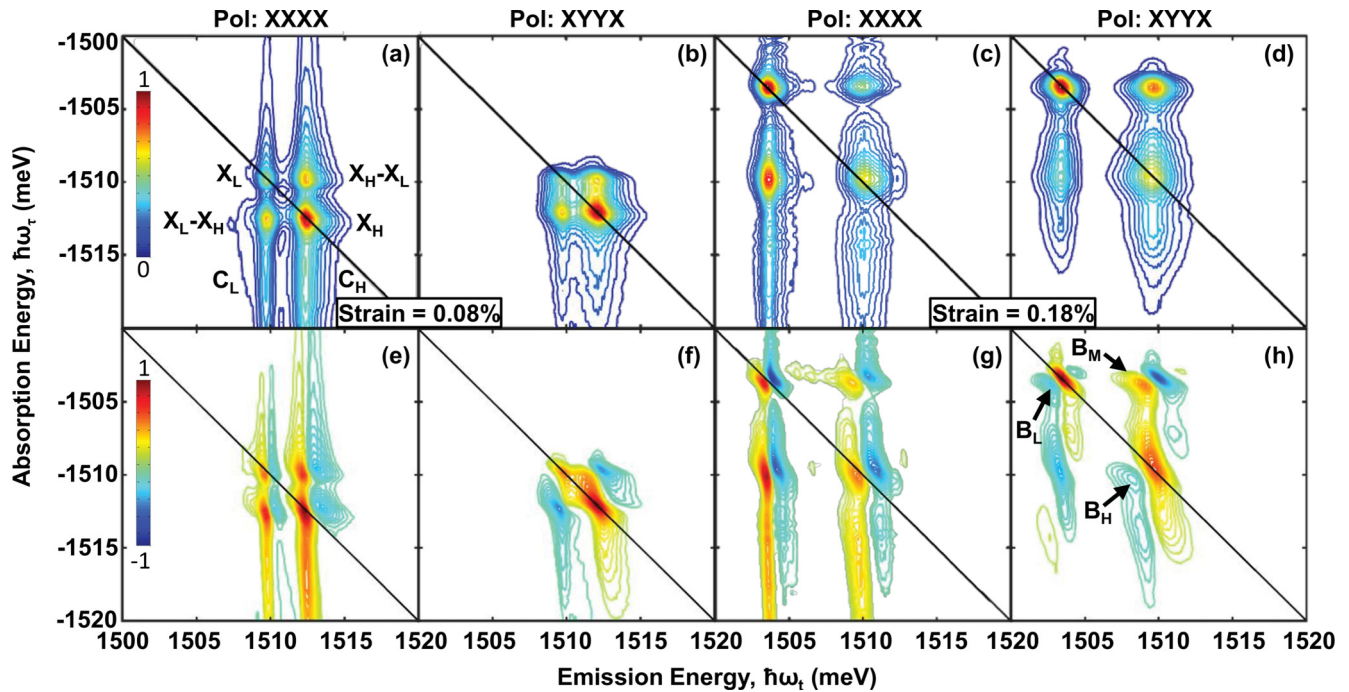 Pol: XXXX Pol: XYYX Pol: XXXX Pol: XYYX
-1500
(a) (b) (c) (d)
1
-1505
X_L X_H-X_L
-1510
X_L-X_H X_H
0
-1515
C_L C_H
Strain = 0.08% Strain = 0.18%
Absorption Energy, ħω_τ (meV)
(e) (f) (g) (h)
B_M
1
-1505
B_L
-1510
B_H
-1
-1515
-1520
1500 1505 1510 1515 1520 1505 1510 1515 1520 1505 1510 1515 1520 1505 1510 1515 1520
Emission Energy, ħω_t (meV)